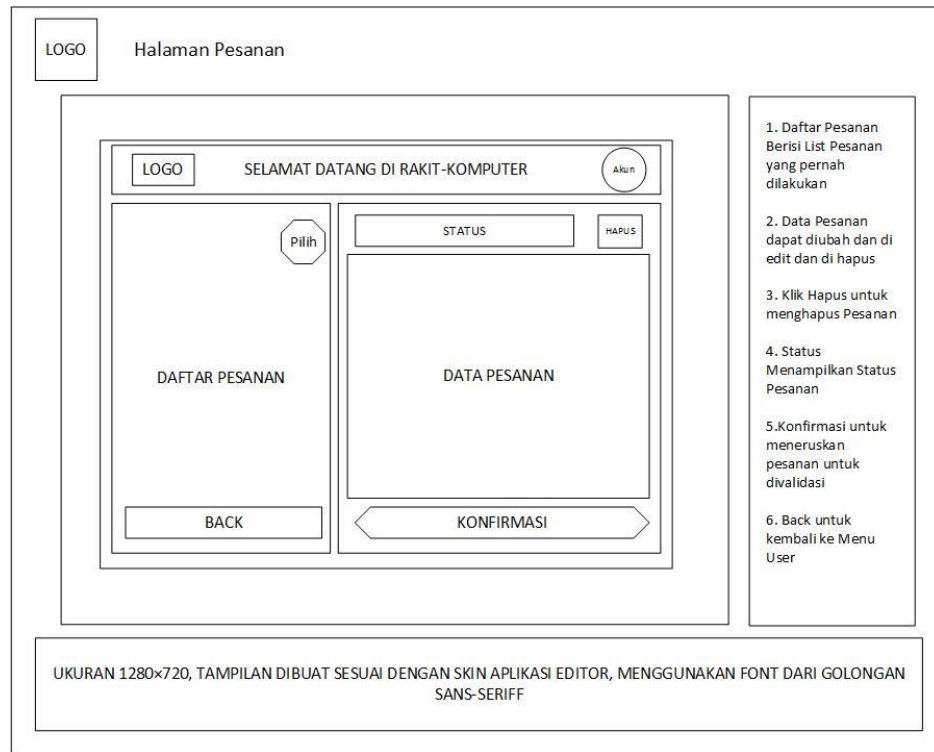 LOGO
Halaman Pesanan
LOGO
SELAMAT DATANG DI RAKIT-KOMPUTER
Akun
Pilih
DAFTAR PESANAN
BACK
STATUS
HAPUS
DATA PESANAN
KONFIRMASI
1. Daftar Pesanan
Berisi List Pesanan
yang pernah
dilakukan
2. Data Pesanan
dapat diubah dan di
edit dan di hapus
3. Klik Hapus untuk
menghapus Pesanan
4. Status
Menampilkan Status
Pesanan
5.Konfirmasi untuk
meneruskan
pesanan untuk
divalidasi
6. Back untuk
kembali ke Menu
User
UKURAN 1280×720, TAMPILAN DIBUAT SESUAI DENGAN SKIN APLIKASI EDITOR, MENGGUNAKAN FONT DARI GOLONGAN
SANS-SERIFF